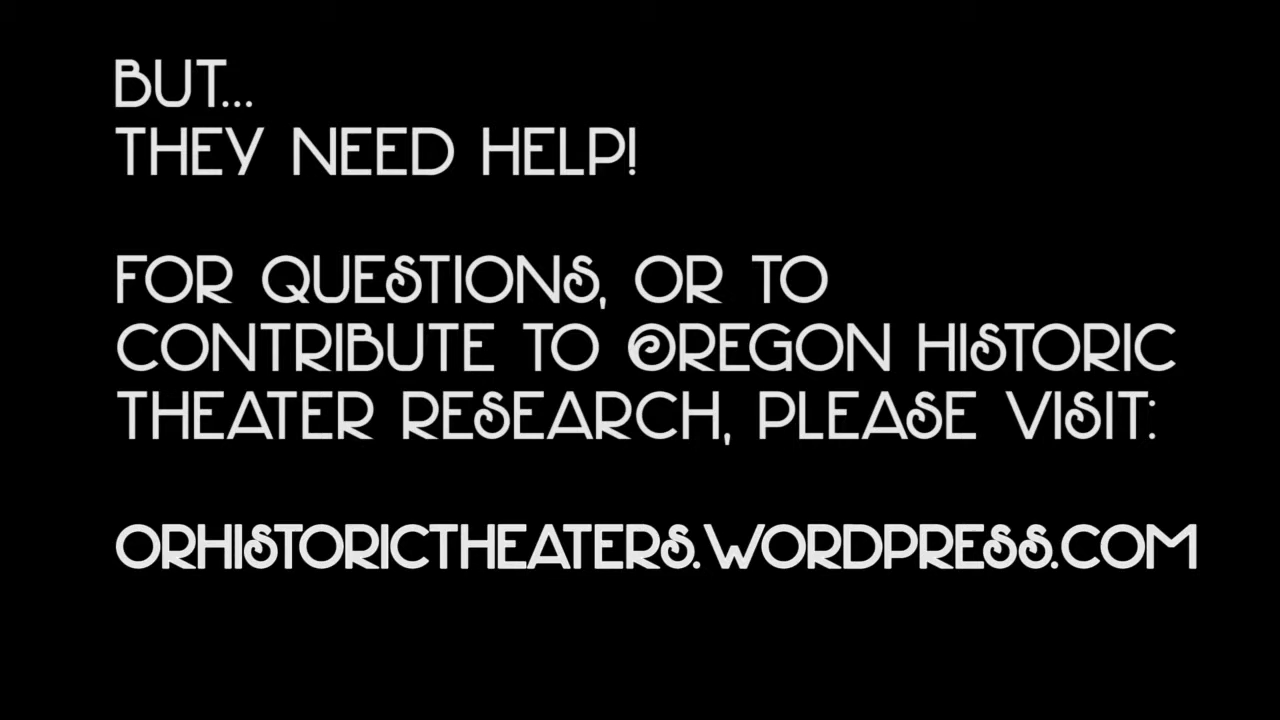 BUT...
THEY NEED HELP!
FOR QUESTIONS, OR TO
CONTRIBUTE TO OREGON HISTORIC
THEATER RESEARCH, PLEASE VISIT:
ORHISTORICTHEATERS.WORDPRESS.COM